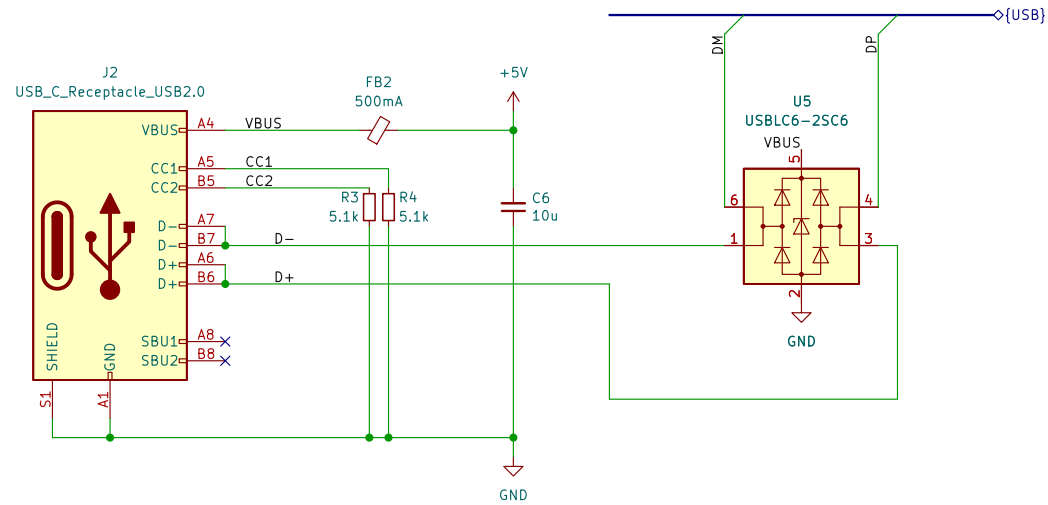 {USB}
DM
DP
J2
USB_C_Receptacle_USB2.0
FB2
500mA
+5V
U5
USBLC6-2SC6
VBUS
5
VBUS
A4
VBUS
CC1
A5
CC1
CC2
B5
CC2
R3
5.1k
R4
5.1k
C6
10u
6
4
D-
A7
D-
B7
D-
1
3
D+
A6
D+
B6
D+
2
GND
SBU1
A8
SBU2
B8
SHIELD
GND
S1
A1
GND